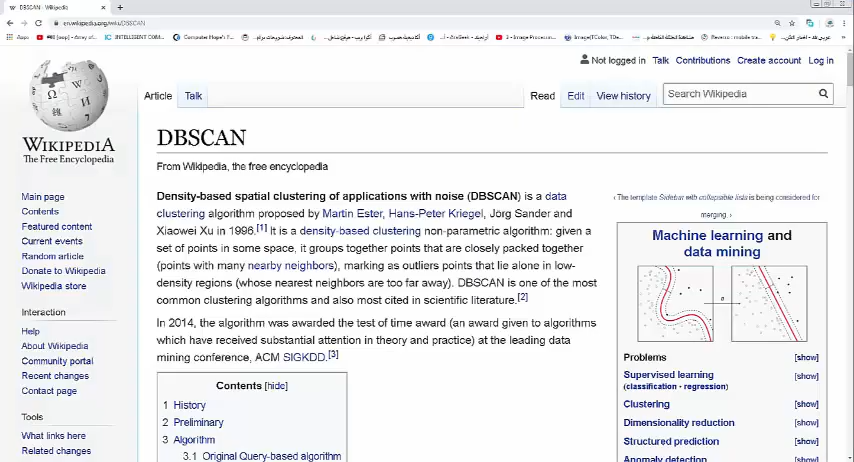 W DBSCAN - Wikipedia
en.wikipedia.org/wiki/DBSCAN
Apps
INTELLIGENT COM...
Computer Hope's F...
Not logged in Talk Contributions Create account Log in
Article Talk Read Edit View history Search Wikipedia
WIKIPEDIA
The Free Encyclopedia
Main page
Contents
Featured content
Current events
Random article
Donate to Wikipedia
Wikipedia store
Interaction
Help
About Wikipedia
Community portal
Recent changes
Contact page
Tools
What links here
Related changes
DBSCAN
From Wikipedia, the free encyclopedia
Density-based spatial clustering of applications with noise (DBSCAN) is a data
clustering algorithm proposed by Martin Ester, Hans-Peter Kriegel, Jörg Sander and
Xiaowei Xu in 1996.[1] It is a density-based clustering non-parametric algorithm: given a
set of points in some space, it groups together points that are closely packed together
(points with many nearby neighbors), marking as outliers points that lie alone in low-
density regions (whose nearest neighbors are too far away). DBSCAN is one of the most
common clustering algorithms and also most cited in scientific literature.[2]
In 2014, the algorithm was awarded the test of time award (an award given to algorithms
which have received substantial attention in theory and practice) at the leading data
mining conference, ACM SIGKDD.[3]
Contents [hide]
1 History
2 Preliminary
3 Algorithm
3.1 Original Query-based algorithm
‹ The template Sidebar with collapsible lists is being considered for
merging. ›
Machine learning and
data mining
Problems [show]
Supervised learning [show]
(classification • regression)
Clustering [show]
Dimensionality reduction [show]
Structured prediction [show]
Anomaly detection [show]